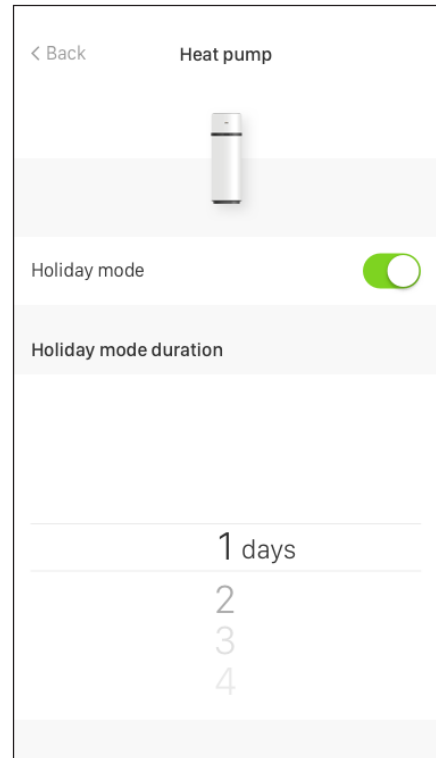 < Back Heat pump
Holiday mode
Holiday mode duration
1 days
2
3
4